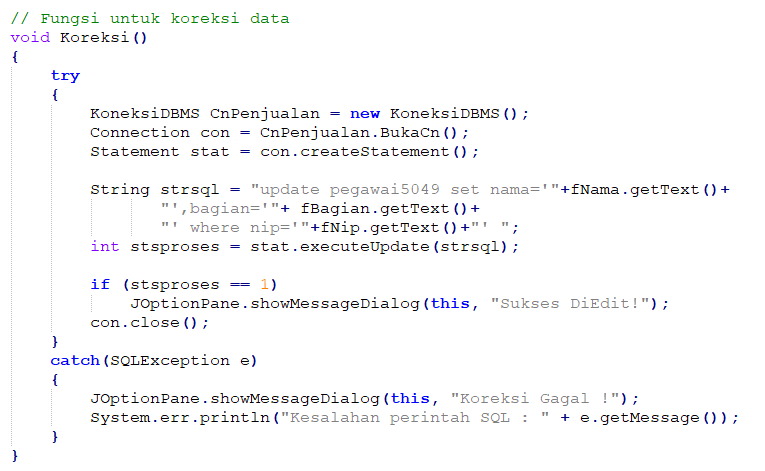 // Fungsi untuk koreksi data
void Koreksi()
{
    try
    {
        KoneksiDBMS CnPenjualan = new KoneksiDBMS();
        Connection con = CnPenjualan.BukaCn();
        Statement stat = con.createStatement();

        String strsql = "update pegawai5049 set nama='"+fNama.getText()+
               "',bagian='"+ fBagian.getText()+
               "' where nip='"+fNip.getText()+"' ";
        int stsproses = stat.executeUpdate(strsql);

        if (stsproses == 1)
            JOptionPane.showMessageDialog(this, "Sukses DiEdit!");
        con.close();
    }
    catch(SQLException e)
    {
        JOptionPane.showMessageDialog(this, "Koreksi Gagal !");
        System.err.println("Kesalahan perintah SQL : " + e.getMessage());
    }
}